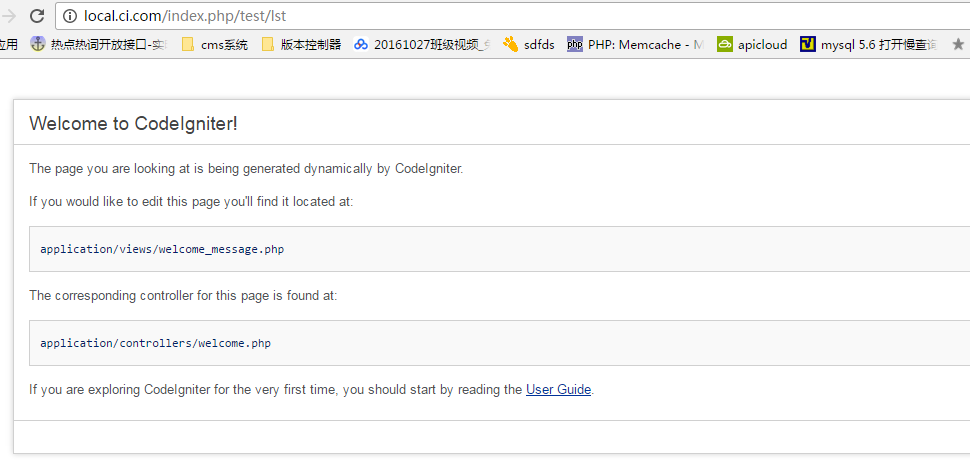 local.ci.com/index.php/test/lst
应用 热点热词开放接口-实 cms系统 版本控制器 20161027班级视频_ sdfds php PHP: Memcache - M apicloud mysql 5.6 打开慢查询
Welcome to CodeIgniter!
The page you are looking at is being generated dynamically by CodeIgniter.
If you would like to edit this page you'll find it located at:
application/views/welcome_message.php
The corresponding controller for this page is found at:
application/controllers/welcome.php
If you are exploring CodeIgniter for the very first time, you should start by reading the User Guide.